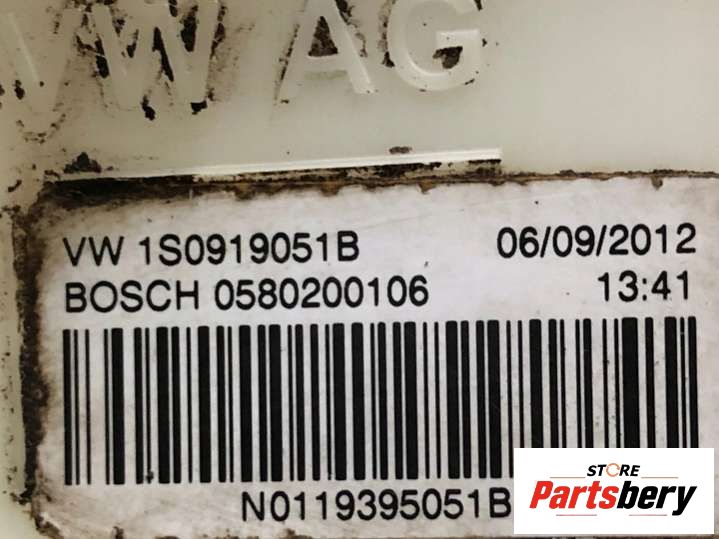 VW AG
VW 1S0919051B 06/09/2012
BOSCH 0580200106 13:41
N0119395051B
STORE
Partsbery